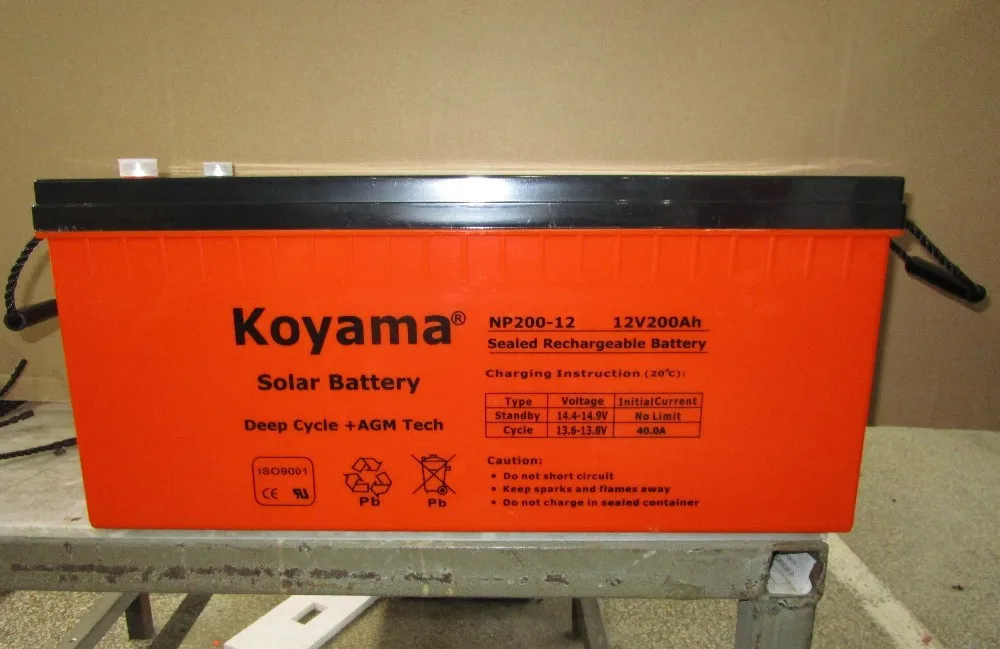 Koyama®
Solar Battery
Deep Cycle +AGM Tech
ISO9001
CE
Pb
Pb
NP200-12 12V200Ah
Sealed Rechargeable Battery
Charging Instruction (20℃):
Type Voltage InitialCurrent
Standby 14.4-14.9V No Limit
Cycle 13.6-13.8V 40.0A
Caution:
• Do not short circuit
• Keep sparks and flames away
• Do not charge in sealed container